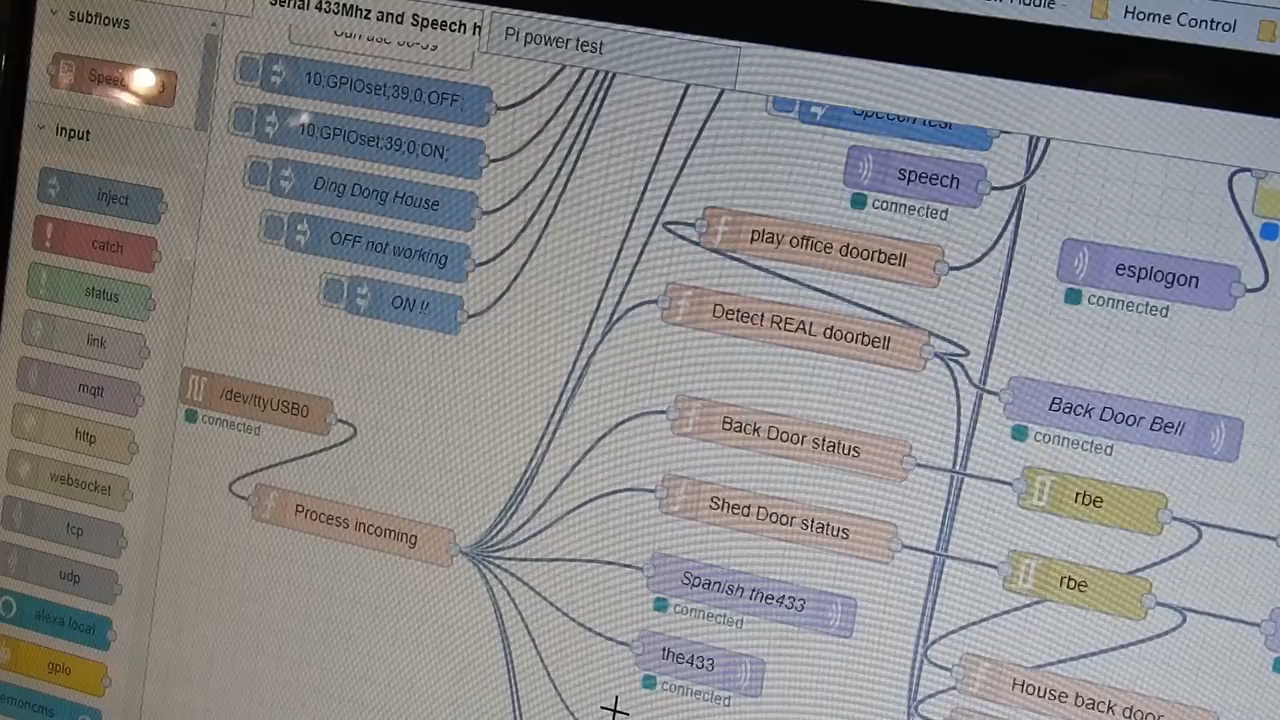 Home Control
Serial 433Mhz and Speech
Pi power test
subflows
input
inject
catch
status
link
mqtt
http
websocket
tcp
udp
alexa local
gpio
10;GPIOset;39;0;OFF;
10;GPIOset;39;0;ON;
Ding Dong House
OFF not working
ON !!
/dev/ttyUSB0
connected
Process incoming
Speech test
speech
connected
play office doorbell
Detect REAL doorbell
Back Door status
Shed Door status
Spanish the433
connected
the433
connected
esplogon
connected
Back Door Bell
connected
rbe
rbe
House back door